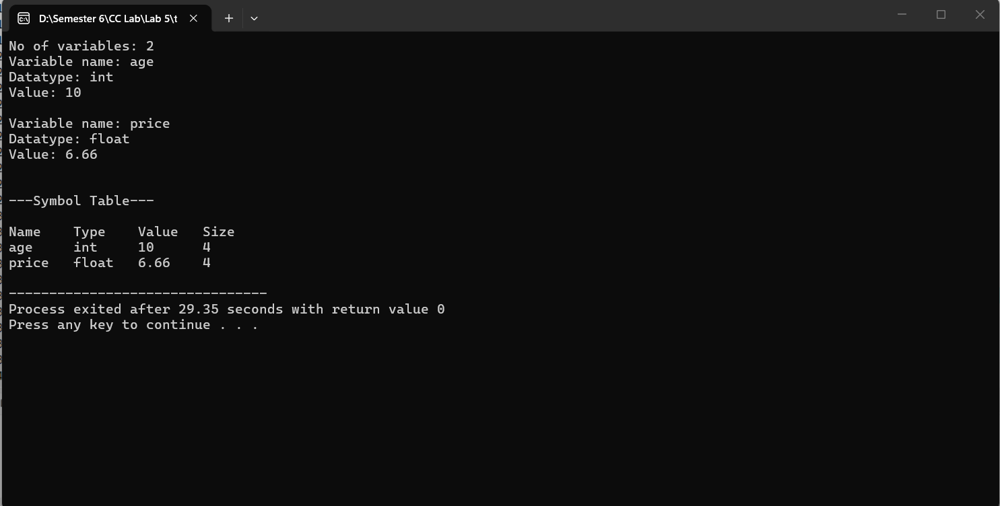 D:\Semester 6\CC Lab\Lab 5\t
No of variables: 2
Variable name: age
Datatype: int
Value: 10
Variable name: price
Datatype: float
Value: 6.66
---Symbol Table---
Name Type Value Size
age int 10 4
price float 6.66 4
--------------------------------
Process exited after 29.35 seconds with return value 0
Press any key to continue . . .